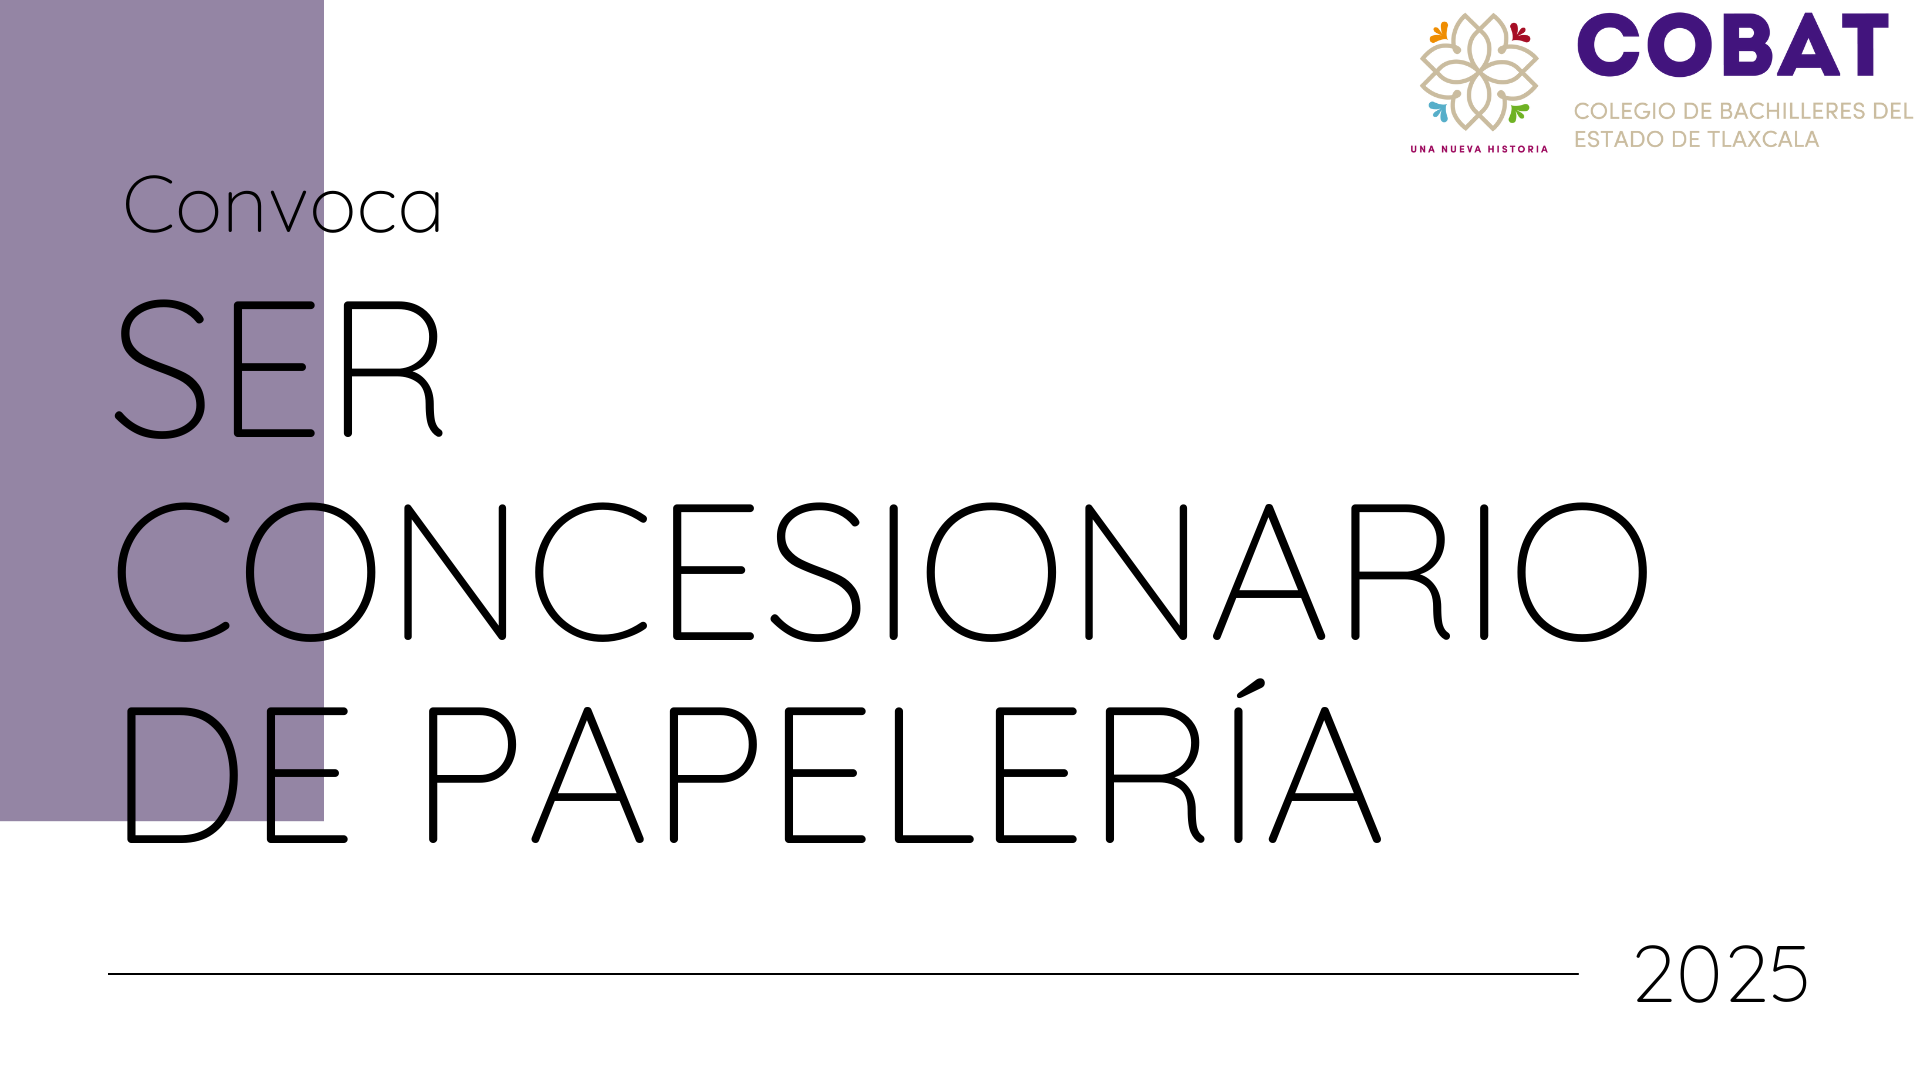 COBAT
COLEGIO DE BACHILLERES DEL
ESTADO DE TLAXCALA
UNA NUEVA HISTORIA
Convoca
SER
CONCESIONARIO
DE PAPELERÍA
2025